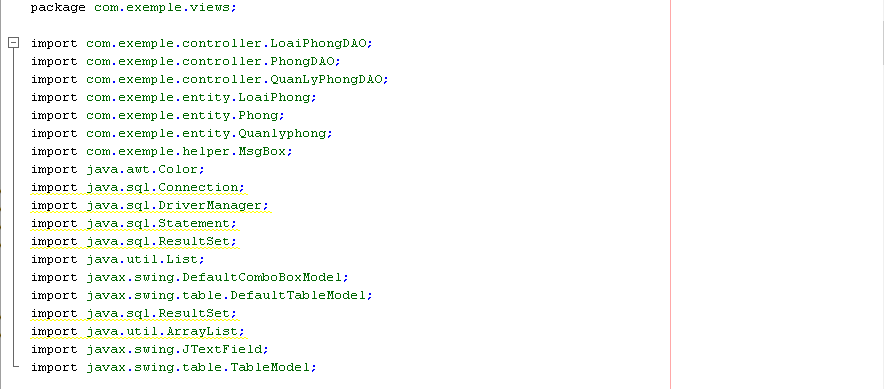 package com.exemple.views;
import com.exemple.controller.LoaiPhongDAO;
import com.exemple.controller.PhongDAO;
import com.exemple.controller.QuanLyPhongDAO;
import com.exemple.entity.LoaiPhong;
import com.exemple.entity.Phong;
import com.exemple.entity.Quanlyphong;
import com.exemple.helper.MsgBox;
import java.awt.Color;
import java.sql.Connection;
import java.sql.DriverManager;
import java.sql.Statement;
import java.sql.ResultSet;
import java.util.List;
import javax.swing.DefaultComboBoxModel;
import javax.swing.table.DefaultTableModel;
import java.sql.ResultSet;
import java.util.ArrayList;
import javax.swing.JTextField;
import javax.swing.table.TableModel;